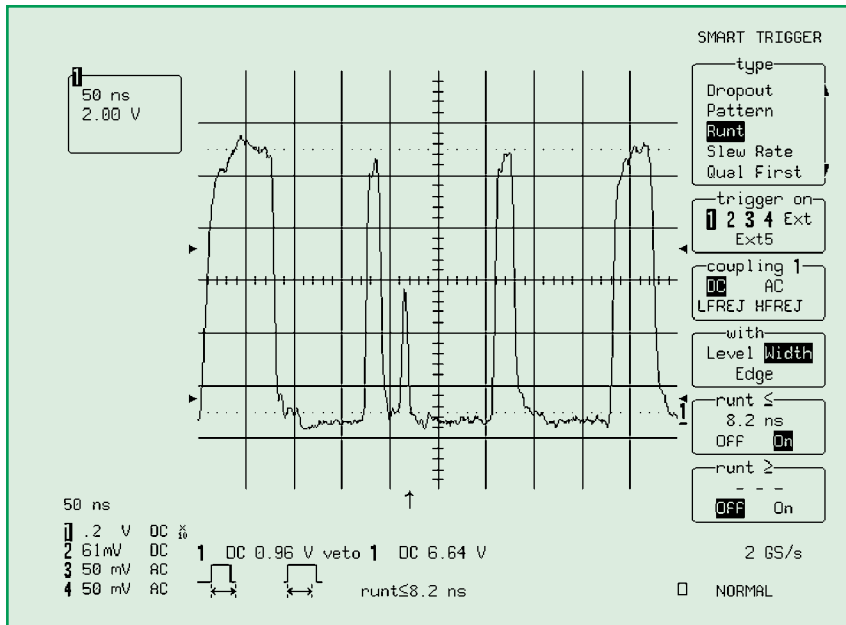 SMART TRIGGER
type
Dropout
Pattern
Runt
Slew Rate
Qual First
trigger on
1 2 3 4 Ext
Ext5
coupling 1
DC AC
LFREJ HFREJ
with
Level Width
Edge
runt ≤
8.2 ns
OFF On
runt ≥
- - -
OFF On
1
50 ns
2.00 V
1
50 ns
1 .2 V DC X10
2 61mV DC
3 50 mV AC
4 50 mV AC
1 DC 0.96 V veto 1 DC 6.64 V
runt≤8.2 ns
2 GS/s
NORMAL